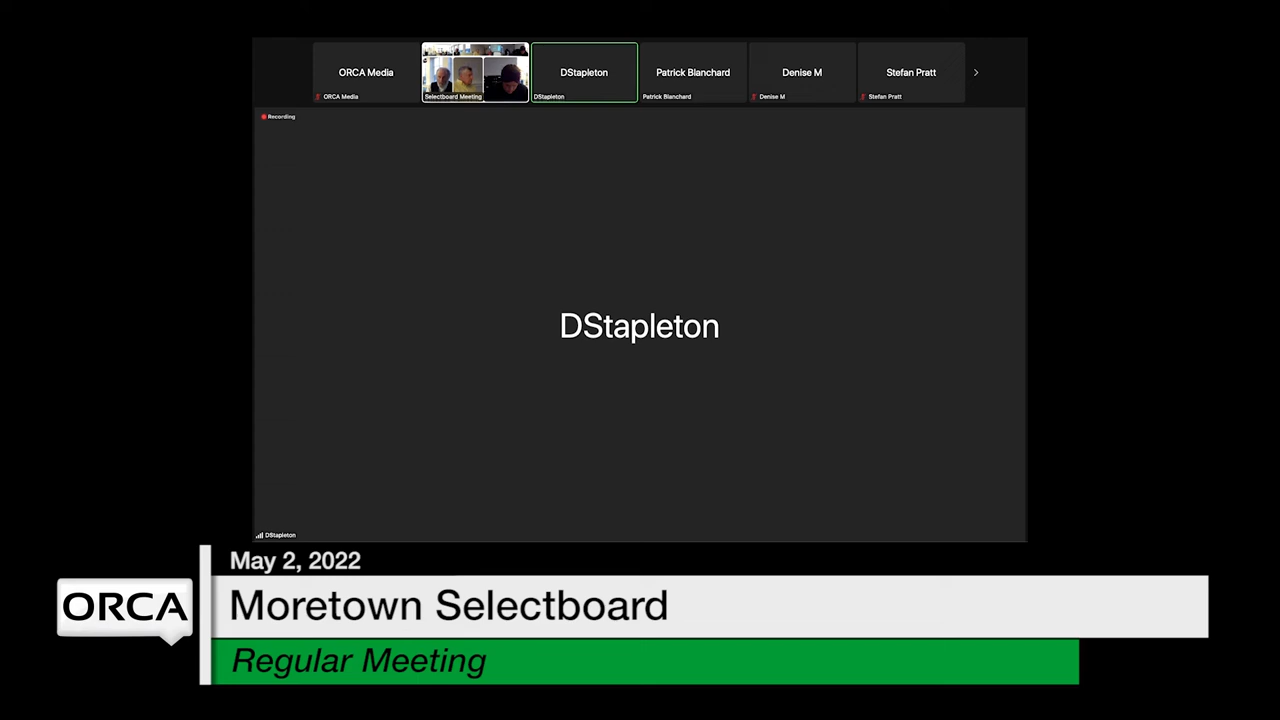 ORCA Media
DStapleton
Patrick Blanchard
Denise M
Stefan Pratt
ORCA Media
Selectboard Meeting
DStapleton
Patrick Blanchard
Denise M
Stefan Pratt
Recording
DStapleton
DStapleton
May 2, 2022
ORCA
Moretown Selectboard
Regular Meeting